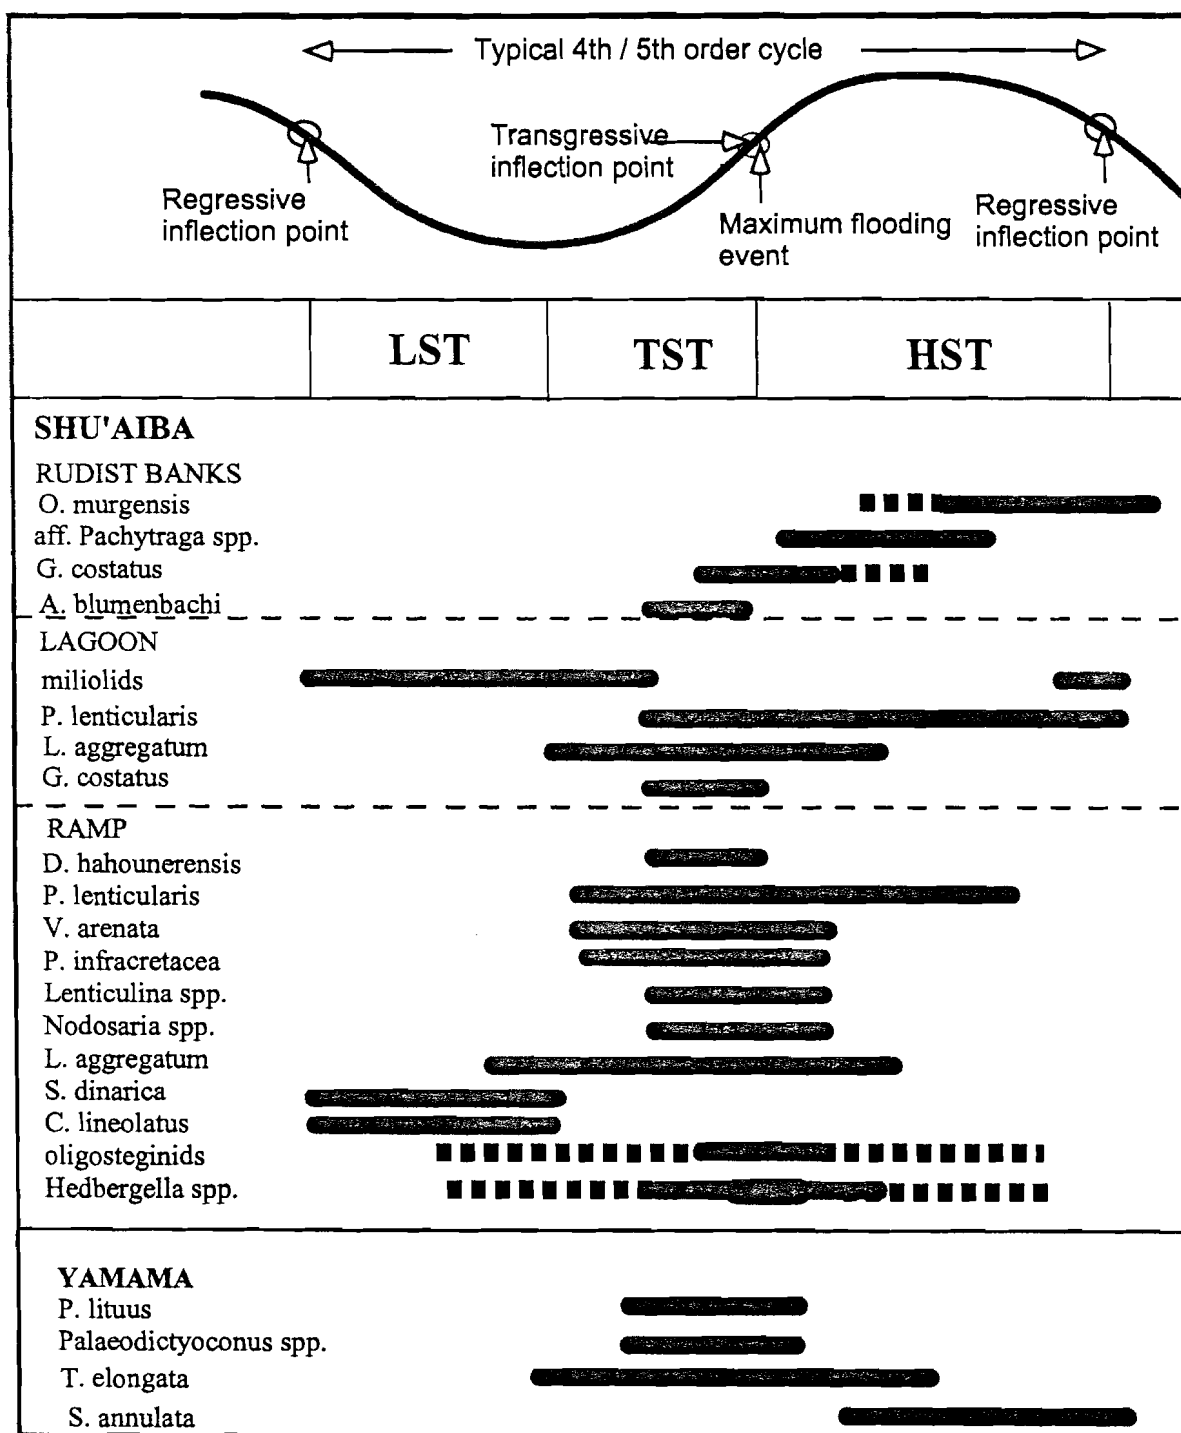 Typical 4th / 5th order cycle
Transgressive
inflection point
Regressive
inflection point
Maximum flooding
event
Regressive
inflection point
LST TST HST
SHU'AIBA
RUDIST BANKS
O. murgensis
aff. Pachytraga spp.
G. costatus
A. blumenbachi
LAGOON
miliolids
P. lenticularis
L. aggregatum
G. costatus
RAMP
D. hahounerensis
P. lenticularis
V. arenata
P. infracretacea
Lenticulina spp.
Nodosaria spp.
L. aggregatum
S. dinarica
C. lineolatus
oligosteginids
Hedbergella spp.
YAMAMA
P. lituus
Palaeodictyoconus spp.
T. elongata
S. annulata